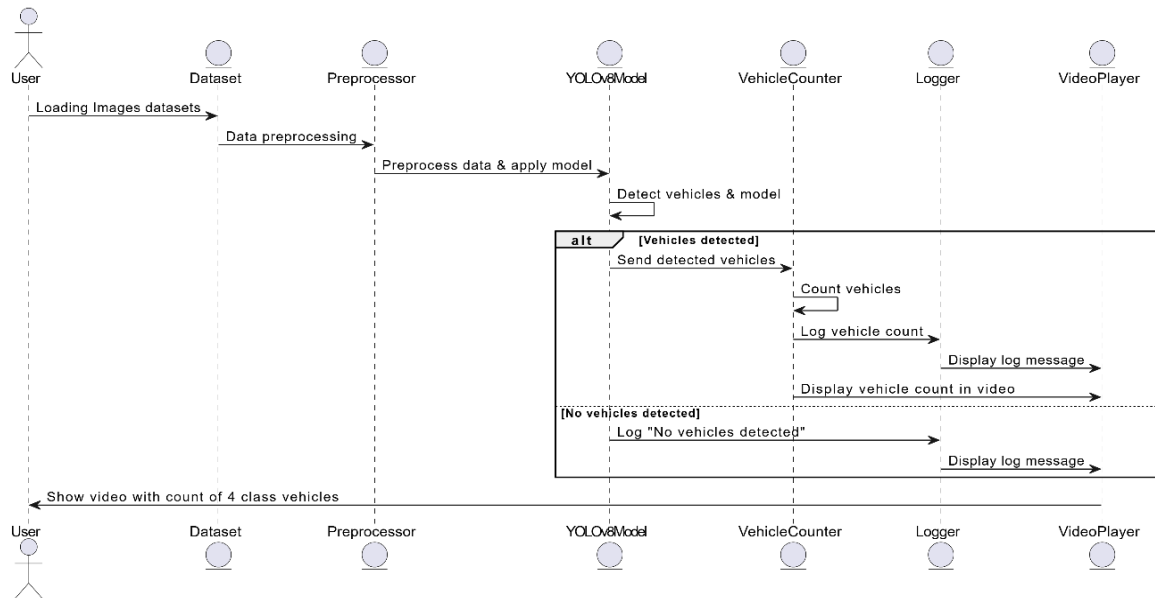 User Dataset Preprocessor YOLOv8Model VehicleCounter Logger VideoPlayer
Loading Images datasets
Data preprocessing
Preprocess data & apply model
Detect vehicles & model
alt [Vehicles detected]
Send detected vehicles
Count vehicles
Log vehicle count
Display log message
Display vehicle count in video
[No vehicles detected]
Log "No vehicles detected"
Display log message
Show video with count of 4 class vehicles
User Dataset Preprocessor YOLOv8Model VehicleCounter Logger VideoPlayer